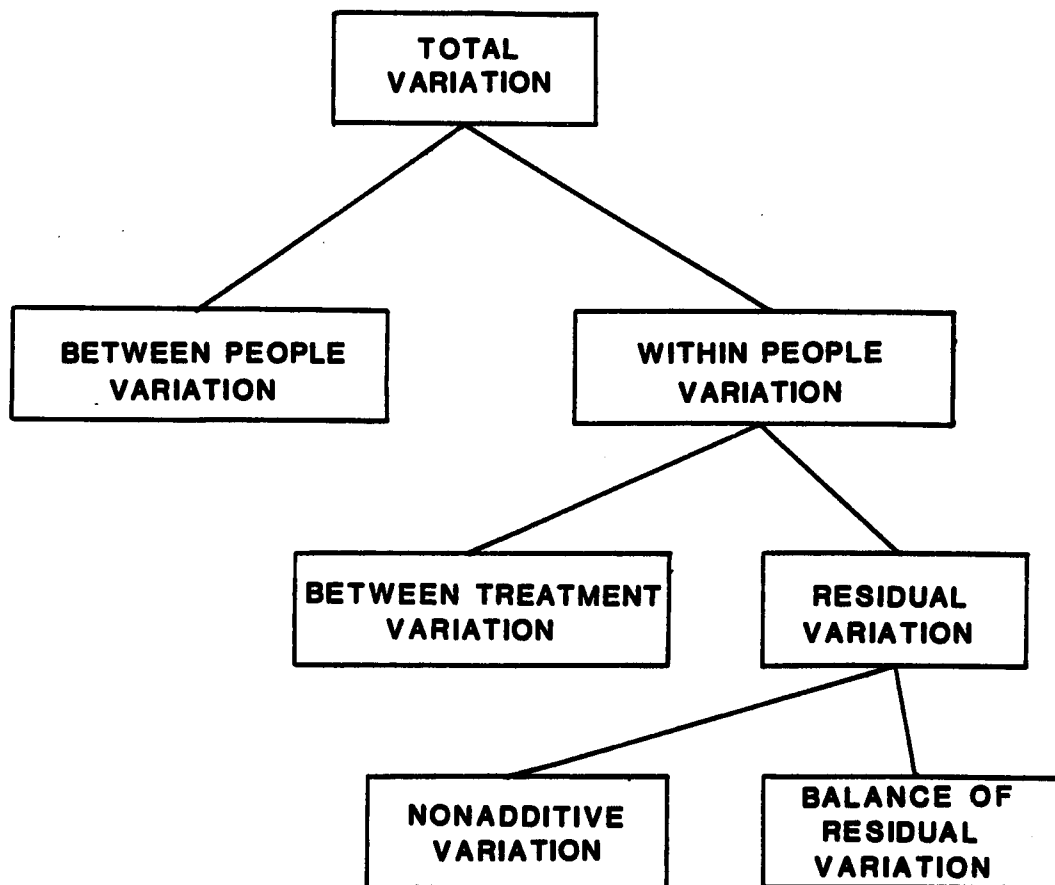 TOTAL
VARIATION
BETWEEN PEOPLE
VARIATION
WITHIN PEOPLE
VARIATION
BETWEEN TREATMENT
VARIATION
RESIDUAL
VARIATION
NONADDITIVE
VARIATION
BALANCE OF
RESIDUAL
VARIATION